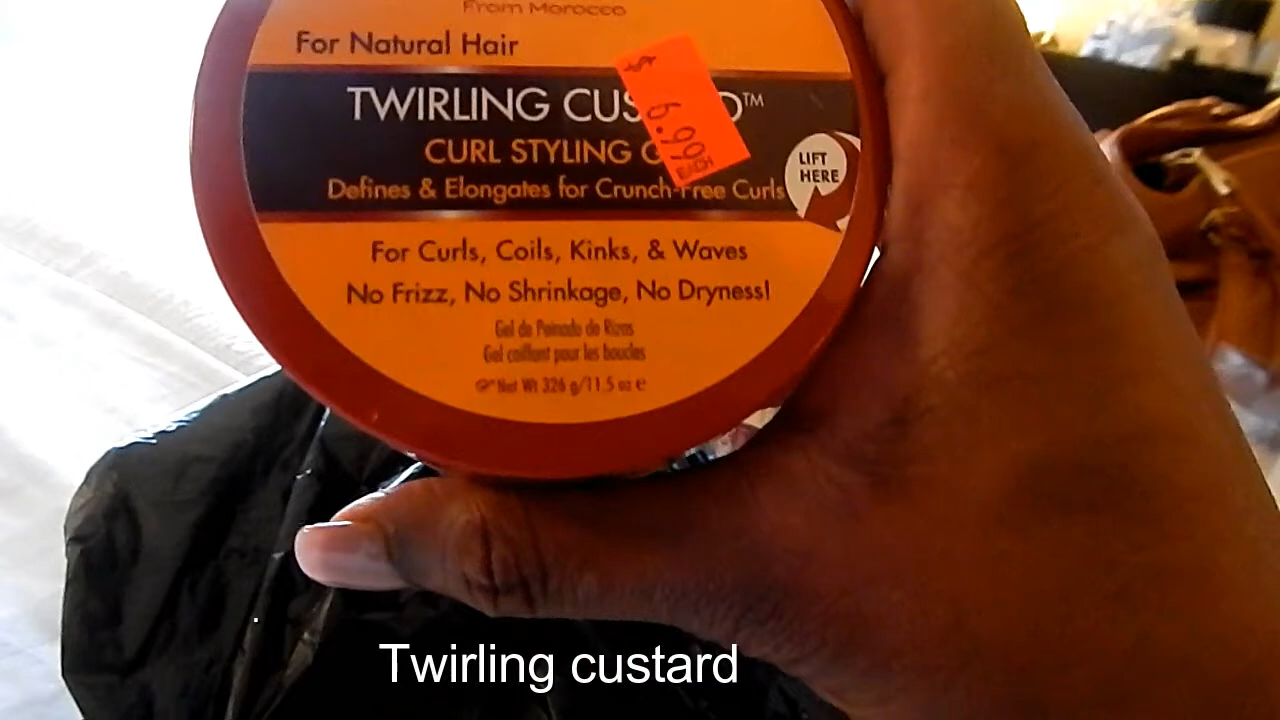 From Morocco
For Natural Hair
TWIRLING CUS D™
CURL STYLING G
Defines & Elongates for Crunch-Free Curls
LIFT
HERE
6.99
EACH
For Curls, Coils, Kinks, & Waves
No Frizz, No Shrinkage, No Dryness!
Gel de Peinado de Rizos
Gel coiffant pour les boucles
Net Wt 326 g/11.5 oz e
Twirling custard